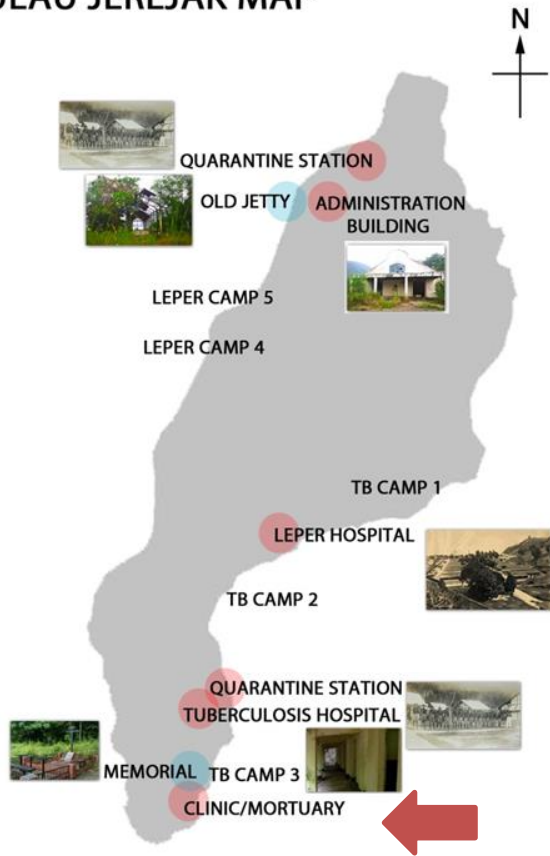 N
QUARANTINE STATION
OLD JETTY
ADMINISTRATION
BUILDING
LEPER CAMP 5
LEPER CAMP 4
TB CAMP 1
LEPER HOSPITAL
TB CAMP 2
QUARANTINE STATION
TUBERCULOSIS HOSPITAL
MEMORIAL
TB CAMP 3
CLINIC/MORTUARY